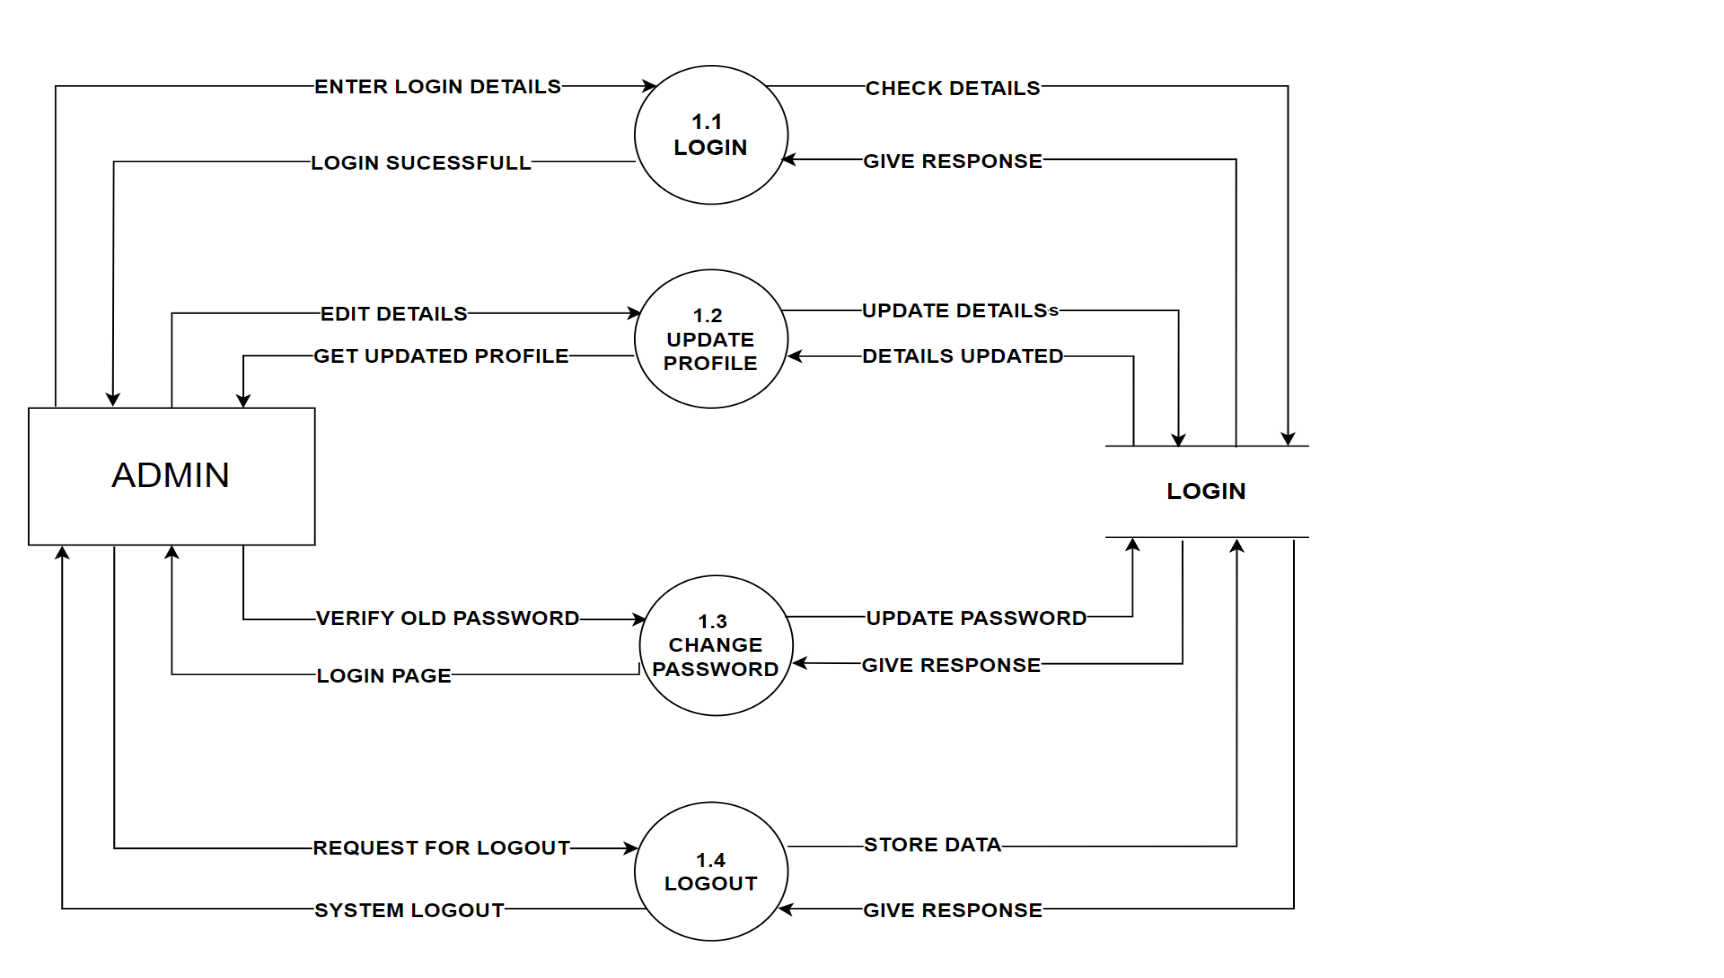 ENTER LOGIN DETAILS
CHECK DETAILS
1.1
LOGIN
LOGIN SUCESSFULL
GIVE RESPONSE
EDIT DETAILS
UPDATE DETAILSs
1.2
UPDATE
PROFILE
GET UPDATED PROFILE
DETAILS UPDATED
ADMIN
LOGIN
VERIFY OLD PASSWORD
UPDATE PASSWORD
1.3
CHANGE
PASSWORD
LOGIN PAGE
GIVE RESPONSE
REQUEST FOR LOGOUT
STORE DATA
1.4
LOGOUT
SYSTEM LOGOUT
GIVE RESPONSE